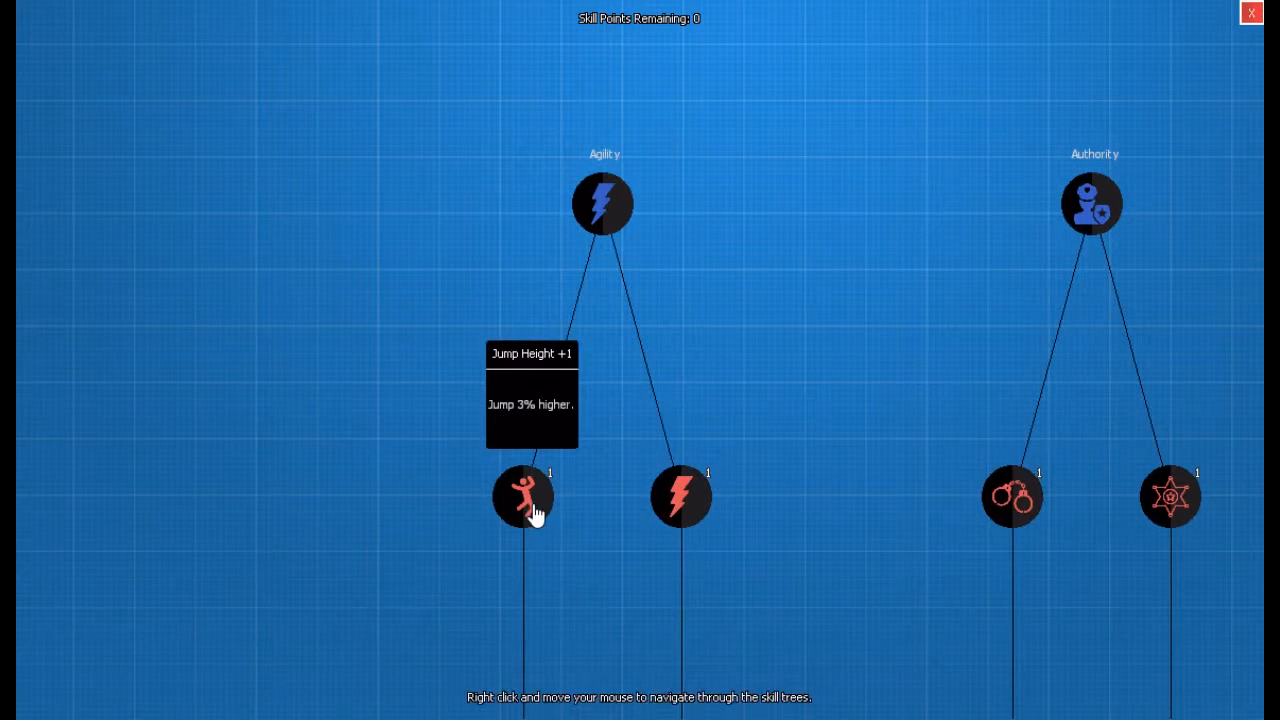 Skill Points Remaining: 0
X
Agility
Authority
Jump Height +1
Jump 3% higher.
1
1
1
1
Right click and move your mouse to navigate through the skill trees.